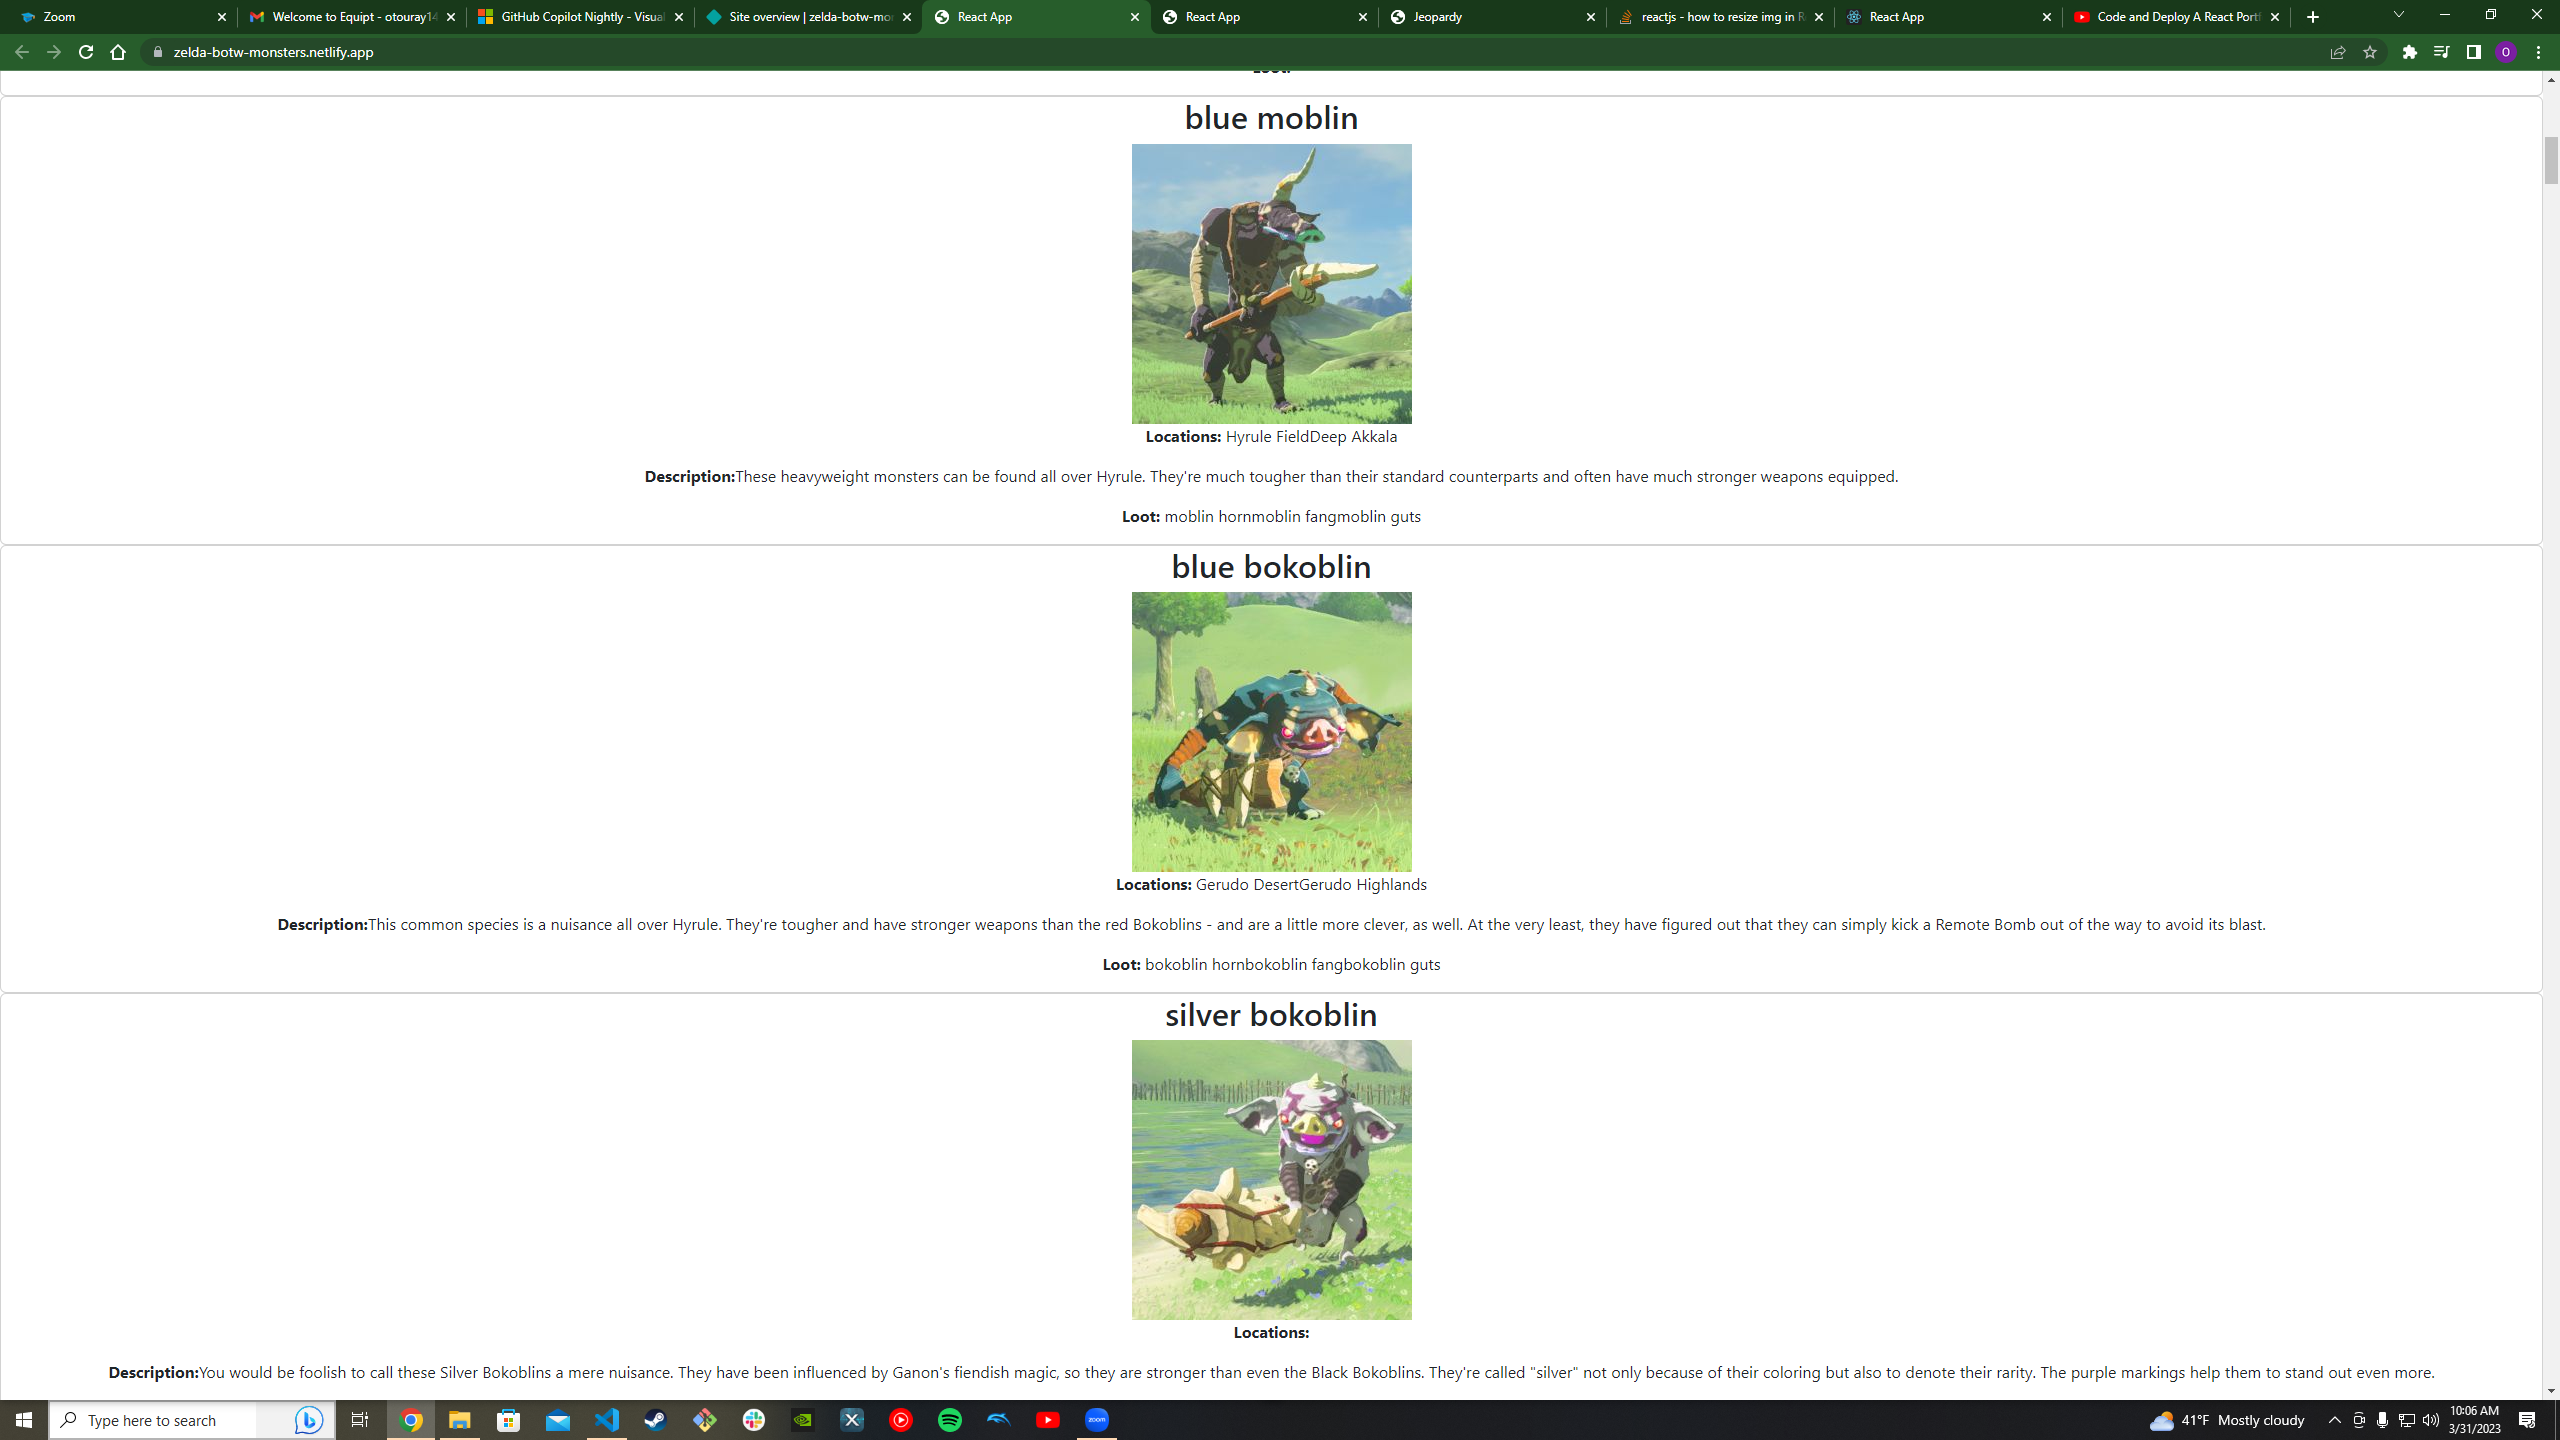 Zoom
Welcome to Equipt - otouray14
GitHub Copilot Nightly - Visual
Site overview | zelda-botw-mon
React App
React App
Jeopardy
reactjs - how to resize img in R
React App
Code and Deploy A React Portf
zelda-botw-monsters.netlify.app
O
Loot:
blue moblin
Locations: Hyrule FieldDeep Akkala
Description:These heavyweight monsters can be found all over Hyrule. They're much tougher than their standard counterparts and often have much stronger weapons equipped.
Loot: moblin hornmoblin fangmoblin guts
blue bokoblin
Locations: Gerudo DesertGerudo Highlands
Description:This common species is a nuisance all over Hyrule. They're tougher and have stronger weapons than the red Bokoblins - and are a little more clever, as well. At the very least, they have figured out that they can simply kick a Remote Bomb out of the way to avoid its blast.
Loot: bokoblin hornbokoblin fangbokoblin guts
silver bokoblin
Locations:
Description:You would be foolish to call these Silver Bokoblins a mere nuisance. They have been influenced by Ganon's fiendish magic, so they are stronger than even the Black Bokoblins. They're called "silver" not only because of their coloring but also to denote their rarity. The purple markings help them to stand out even more.
Type here to search
zoom
41°F Mostly cloudy
10:06 AM
3/31/2023